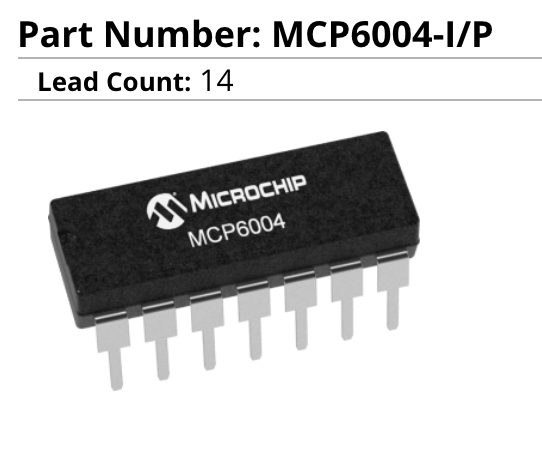 Part Number: MCP6004-I/P
Lead Count: 14
MICROCHIP
MCP6004